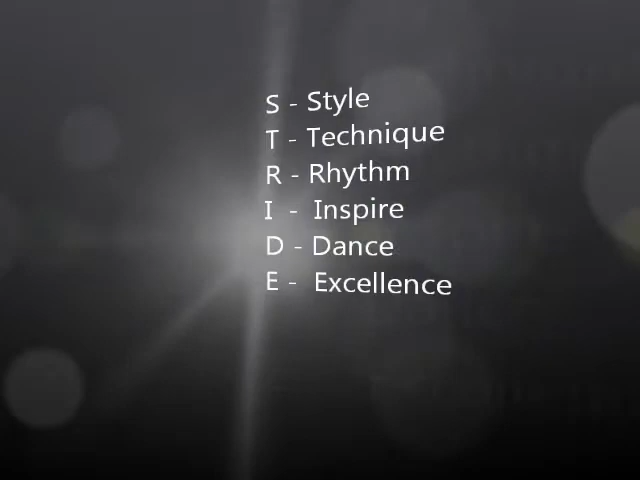 S - Style
T - Technique
R - Rhythm
I - Inspire
D - Dance
E - Excellence